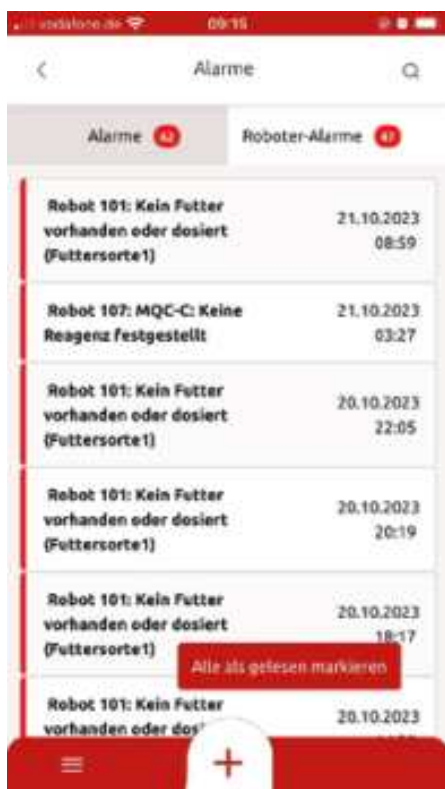 vodafone.de 09:15
Alarme
Alarme Roboter-Alarme
Robot 101: Kein Futter
vorhanden oder dosiert
(Futtersorte1)
21.10.2023
08:59
Robot 107: MQC-C: Keine
Reagenz festgestellt
21.10.2023
03:27
Robot 101: Kein Futter
vorhanden oder dosiert
(Futtersorte1)
20.10.2023
22:05
Robot 101: Kein Futter
vorhanden oder dosiert
(Futtersorte1)
20.10.2023
20:19
Robot 101: Kein Futter
vorhanden oder dosiert
(Futtersorte1)
20.10.2023
18:17
Alle als gelesen markieren
Robot 101: Kein Futter
vorhanden oder
20.10.2023